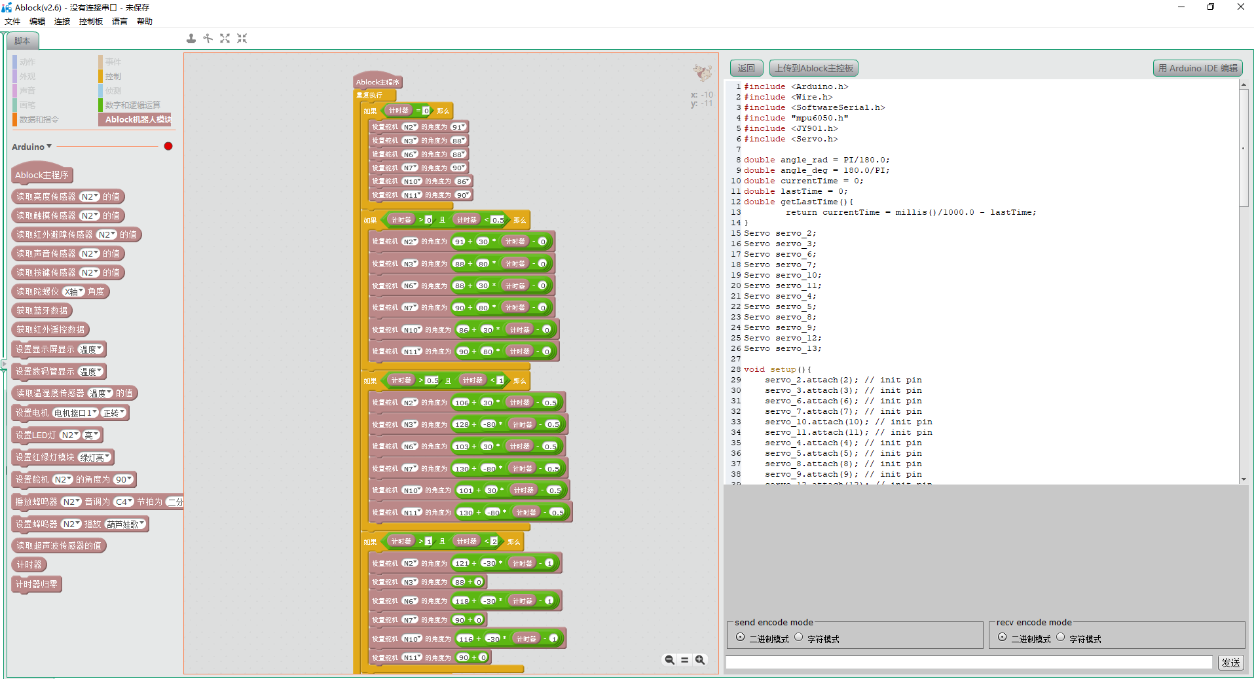 Ablock(v2.6) - 没有连接串口 - 未保存
文件 编辑 连接 控制板 语言 帮助
脚本
动作 事件
外观 控制
声音 侦测
画笔 数字和逻辑运算
数据和指令 Ablock机器人模块
Arduino
Ablock主程序
读取亮度传感器 N2 的值
读取触摸传感器 N2 的值
读取红外避障传感器 N2 的值
读取声音传感器 N2 的值
读取按键传感器 N2 的值
读取陀螺仪 X轴 角度
获取蓝牙数据
获取红外遥控数据
设置显示屏显示 温度
设置数码管显示 温度
读取温湿度传感器 温度 的值
设置电机 电机接口1 正转
设置LED灯 N2 亮
设置红绿灯模块 绿灯亮
设置舵机 N2 的角度为 90
播放蜂鸣器 N2 音调为 C4 节拍为 二分
设置蜂鸣器 N2 播放 葫芦娃歌
读取超声波传感器的值
计时器
计时器归零
Ablock主程序
重复执行
如果 计时器 = 0 那么
设置舵机 N2 的角度为 91
设置舵机 N3 的角度为 88
设置舵机 N6 的角度为 88
设置舵机 N7 的角度为 90
设置舵机 N10 的角度为 86
设置舵机 N11 的角度为 90
如果 计时器 > 0 且 计时器 < 0.5 那么
设置舵机 N2 的角度为 91 + 30 * 计时器 - 0
设置舵机 N3 的角度为 88 + 80 * 计时器 - 0
设置舵机 N6 的角度为 88 + 30 * 计时器 - 0
设置舵机 N7 的角度为 90 + 80 * 计时器 - 0
设置舵机 N10 的角度为 86 + 30 * 计时器 - 0
设置舵机 N11 的角度为 90 + 80 * 计时器 - 0
如果 计时器 > 0.5 且 计时器 < 1 那么
设置舵机 N2 的角度为 106 + 30 * 计时器 - 0.5
设置舵机 N3 的角度为 128 + -80 * 计时器 - 0.5
设置舵机 N6 的角度为 103 + 30 * 计时器 - 0.5
设置舵机 N7 的角度为 130 + -80 * 计时器 - 0.5
设置舵机 N10 的角度为 101 + 30 * 计时器 - 0.5
设置舵机 N11 的角度为 130 + -80 * 计时器 - 0.5
如果 计时器 > 1 且 计时器 < 2 那么
设置舵机 N2 的角度为 121 + -30 * 计时器 - 1
设置舵机 N3 的角度为 88 + 0
设置舵机 N6 的角度为 118 + -30 * 计时器 - 1
设置舵机 N7 的角度为 90 + 0
设置舵机 N10 的角度为 116 + -30 * 计时器 - 1
设置舵机 N11 的角度为 90 + 0
x: -10
y: -11
返回 上传到Ablock主控板 用 Arduino IDE 编辑
1 #include <Arduino.h>
2 #include <Wire.h>
3 #include <SoftwareSerial.h>
4 #include "mpu6050.h"
5 #include <JY901.h>
6 #include <Servo.h>
7
8 double angle_rad = PI/180.0;
9 double angle_deg = 180.0/PI;
10 double currentTime = 0;
11 double lastTime = 0;
12 double getLastTime(){
13 return currentTime = millis()/1000.0 - lastTime;
14 }
15 Servo servo_2;
16 Servo servo_3;
17 Servo servo_6;
18 Servo servo_7;
19 Servo servo_10;
20 Servo servo_11;
21 Servo servo_4;
22 Servo servo_5;
23 Servo servo_8;
24 Servo servo_9;
25 Servo servo_12;
26 Servo servo_13;
27
28 void setup(){
29 servo_2.attach(2); // init pin
30 servo_3.attach(3); // init pin
31 servo_6.attach(6); // init pin
32 servo_7.attach(7); // init pin
33 servo_10.attach(10); // init pin
34 servo_11.attach(11); // init pin
35 servo_4.attach(4); // init pin
36 servo_5.attach(5); // init pin
37 servo_8.attach(8); // init pin
38 servo_9.attach(9); // init pin
39 servo_12.attach(12); // init pin
send encode mode
二进制模式 字符模式
recv encode mode
二进制模式 字符模式
发送